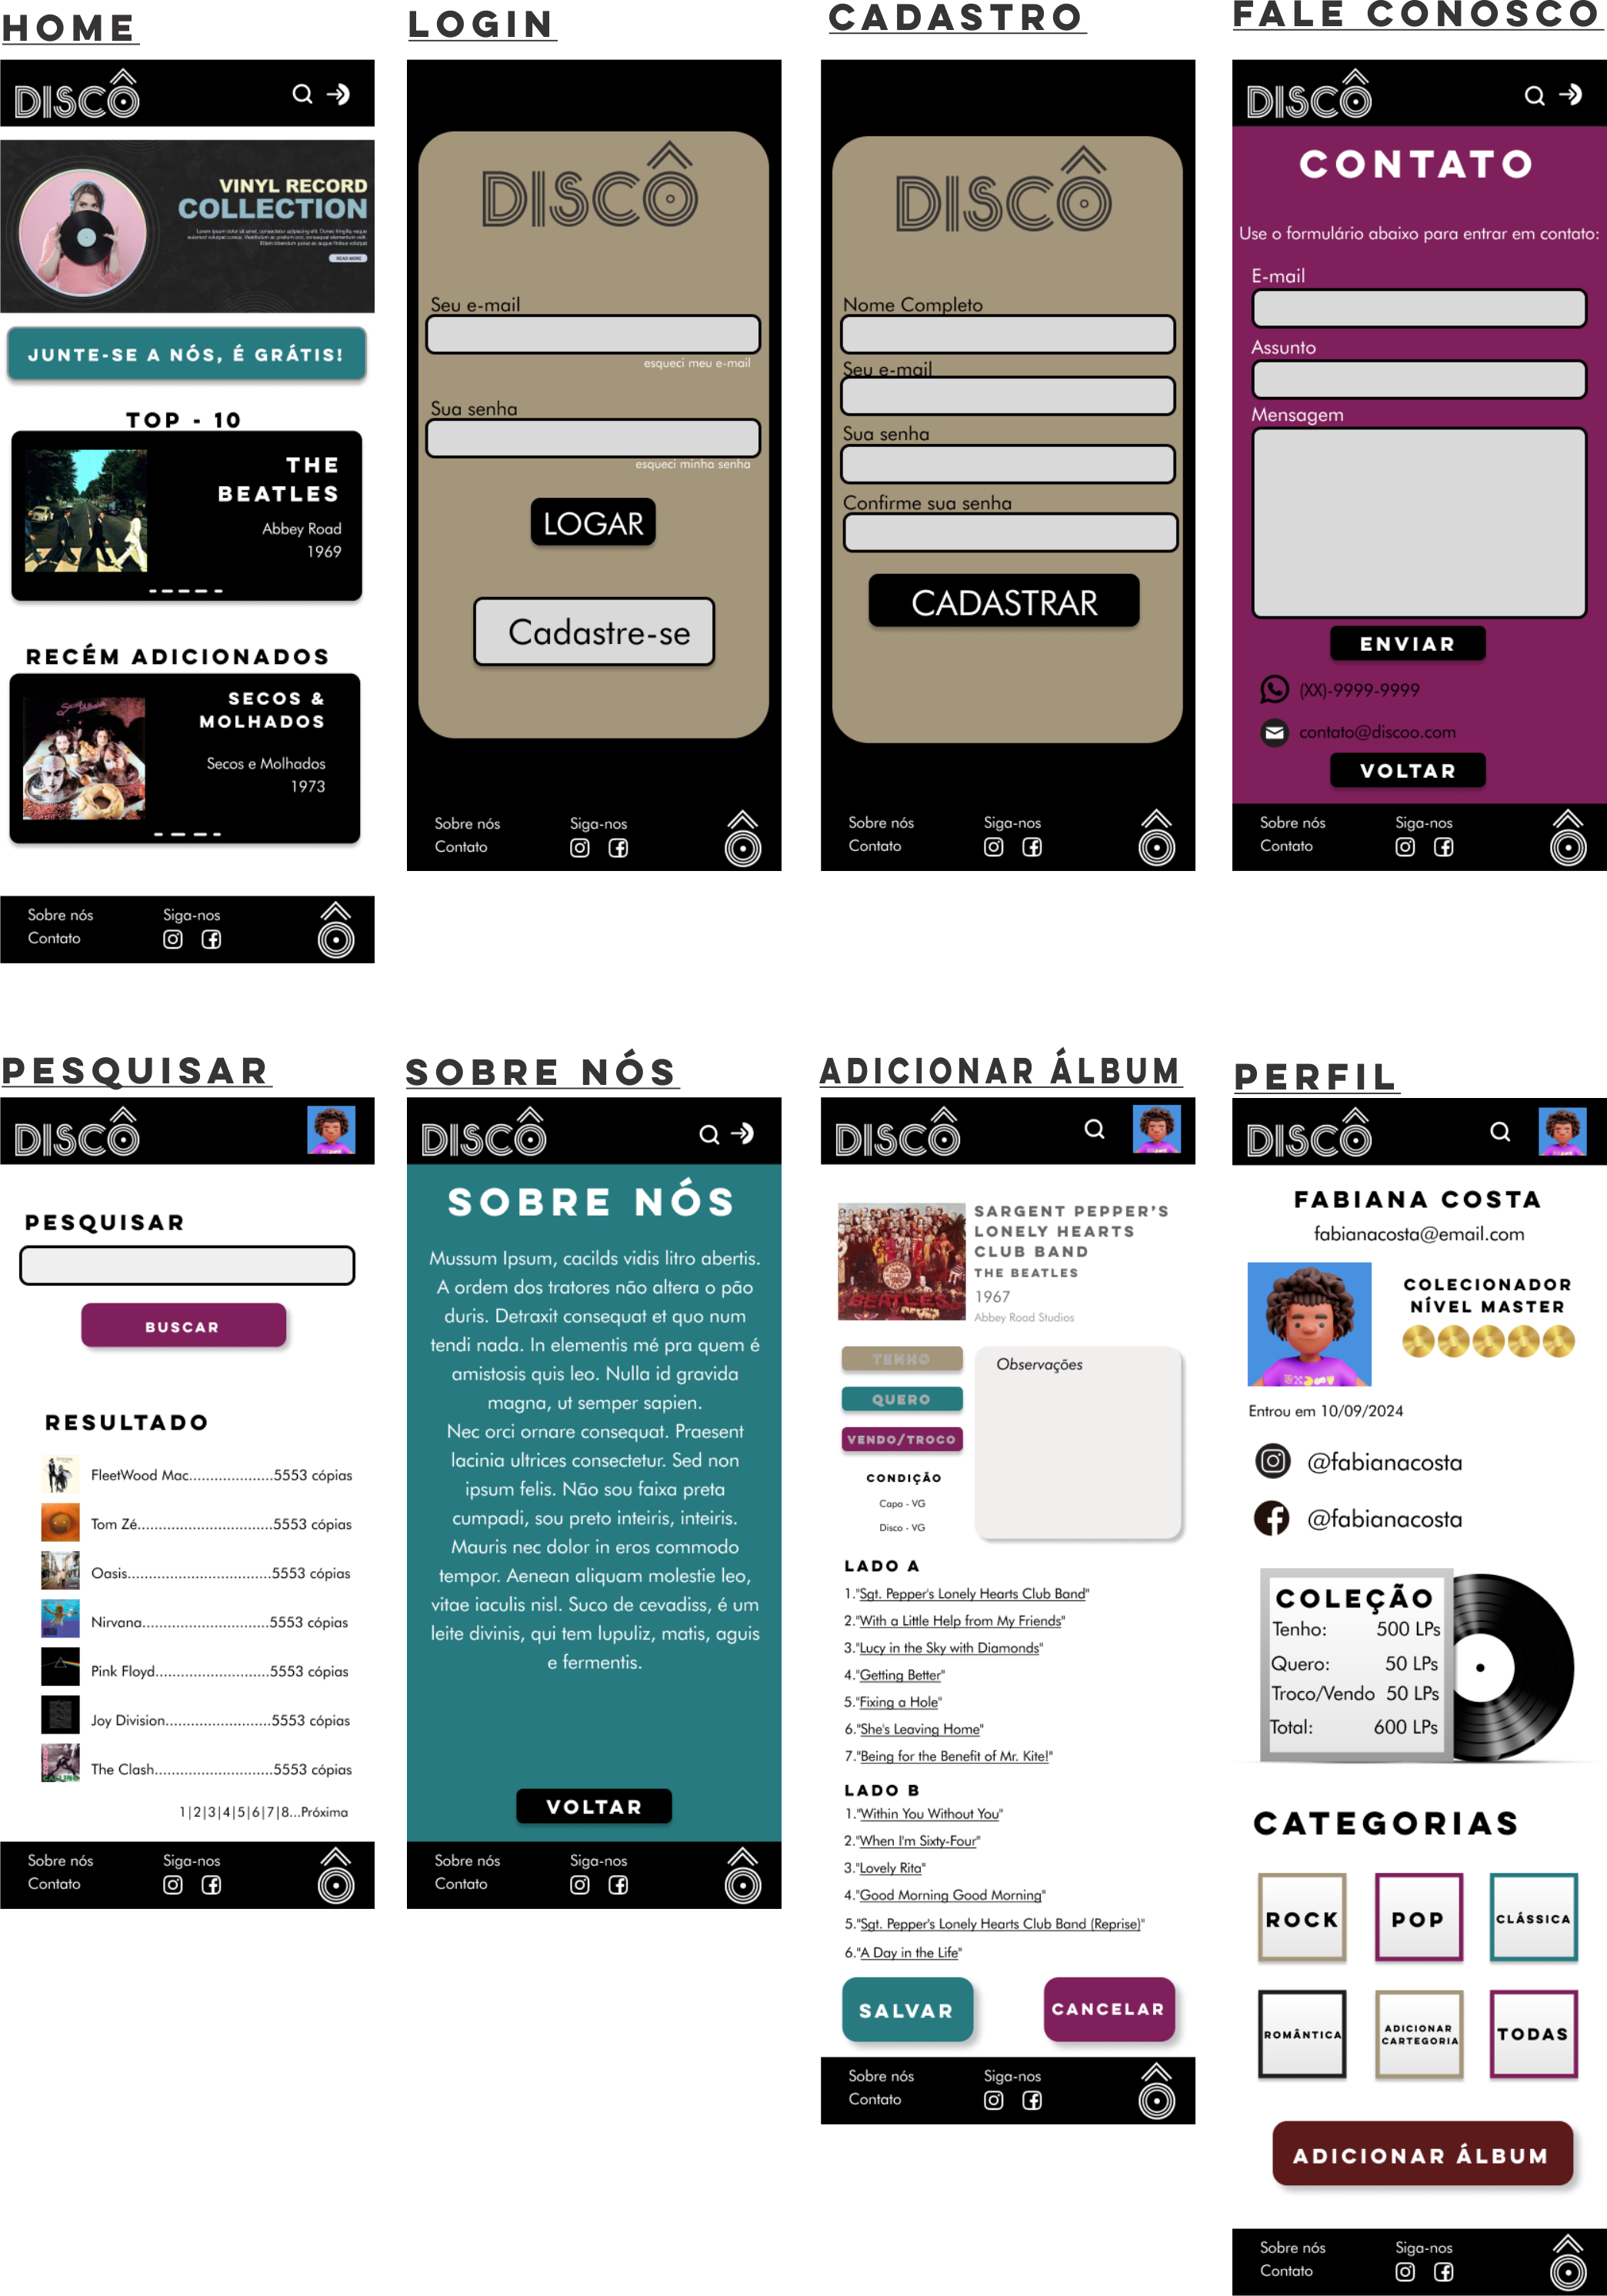 HOME
DISCÔ
VINYL RECORD
COLLECTION
READ MORE
JUNTE-SE A NÓS, É GRÁTIS!
TOP - 10
THE
BEATLES
Abbey Road
1969
RECÉM ADICIONADOS
SECOS &
MOLHADOS
Secos e Molhados
1973
Sobre nós
Siga-nos
Contato
LOGIN
DISCÔ
Seu e-mail
esqueci meu e-mail
Sua senha
esqueci minha senha
LOGAR
Cadastre-se
Sobre nós
Siga-nos
Contato
CADASTRO
DISCÔ
Nome Completo
Seu e-mail
Sua senha
Confirme sua senha
CADASTRAR
Sobre nós
Siga-nos
Contato
FALE CONOSCO
DISCÔ
CONTATO
Use o formulário abaixo para entrar em contato:
E-mail
Assunto
Mensagem
ENVIAR
(XX)-9999-9999
contato@discoo.com
VOLTAR
Sobre nós
Siga-nos
Contato
PESQUISAR
DISCÔ
PESQUISAR
BUSCAR
RESULTADO
FleetWood Mac....................5553 cópias
Tom Zé................................5553 cópias
Oasis..................................5553 cópias
Nirvana..............................5553 cópias
Pink Floyd...........................5553 cópias
Joy Division.........................5553 cópias
The Clash............................5553 cópias
1|2|3|4|5|6|7|8...Próxima
Sobre nós
Siga-nos
Contato
SOBRE NÓS
DISCÔ
SOBRE NÓS
Mussum Ipsum, cacilds vidis litro abertis.
A ordem dos tratores não altera o pão
duris. Detraxit consequat et quo num
tendi nada. In elementis mé pra quem é
amistosis quis leo. Nulla id gravida
magna, ut semper sapien.
Nec orci ornare consequat. Praesent
lacinia ultrices consectetur. Sed non
ipsum felis. Não sou faixa preta
cumpadi, sou preto inteiris, inteiris.
Mauris nec dolor in eros commodo
tempor. Aenean aliquam molestie leo,
vitae iaculis nisl. Suco de cevadiss, é um
leite divinis, qui tem lupuliz, matis, aguis
e fermentis.
VOLTAR
Sobre nós
Siga-nos
Contato
ADICIONAR ÁLBUM
DISCÔ
SARGENT PEPPER'S
LONELY HEARTS
CLUB BAND
THE BEATLES
1967
Abbey Road Studios
TENHO
QUERO
VENDO/TROCO
Observações
CONDIÇÃO
Capa - VG
Disco - VG
LADO A
1."Sgt. Pepper's Lonely Hearts Club Band"
2."With a Little Help from My Friends"
3."Lucy in the Sky with Diamonds"
4."Getting Better"
5."Fixing a Hole"
6."She's Leaving Home"
7."Being for the Benefit of Mr. Kite!"
LADO B
1."Within You Without You"
2."When I'm Sixty-Four"
3."Lovely Rita"
4."Good Morning Good Morning"
5."Sgt. Pepper's Lonely Hearts Club Band (Reprise)"
6."A Day in the Life"
SALVAR
CANCELAR
Sobre nós
Siga-nos
Contato
PERFIL
DISCÔ
FABIANA COSTA
fabianacosta@email.com
COLECIONADOR
NÍVEL MASTER
Entrou em 10/09/2024
@fabianacosta
@fabianacosta
COLEÇÃO
Tenho: 500 LPs
Quero: 50 LPs
Troco/Vendo 50 LPs
Total: 600 LPs
CATEGORIAS
ROCK
POP
CLÁSSICA
ROMÂNTICA
ADICIONAR
CARTEGORIA
TODAS
ADICIONAR ÁLBUM
Sobre nós
Siga-nos
Contato